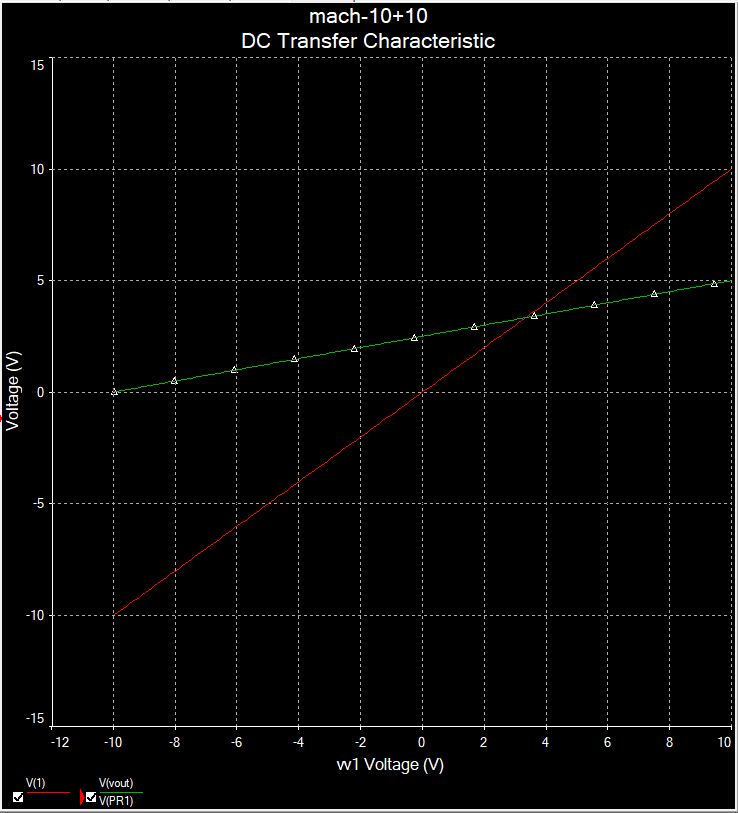 mach-10+10
DC Transfer Characteristic
15
10
5
0
-5
-10
-15
Voltage (V)
-12 -10 -8 -6 -4 -2 0 2 4 6 8 10
vv1 Voltage (V)
V(1)
V(vout)
V(PR1)